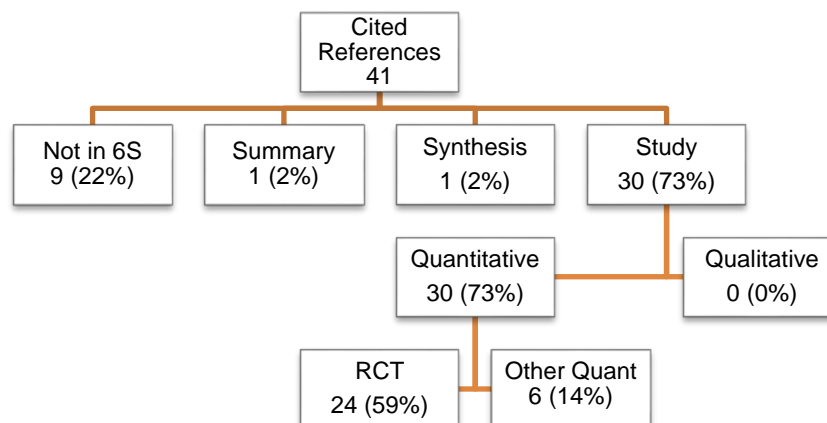 Cited
References
41
Not in 6S
9 (22%)
Summary
1 (2%)
Synthesis
1 (2%)
Study
30 (73%)
Quantitative
30 (73%)
Qualitative
0 (0%)
RCT
24 (59%)
Other Quant
6 (14%)